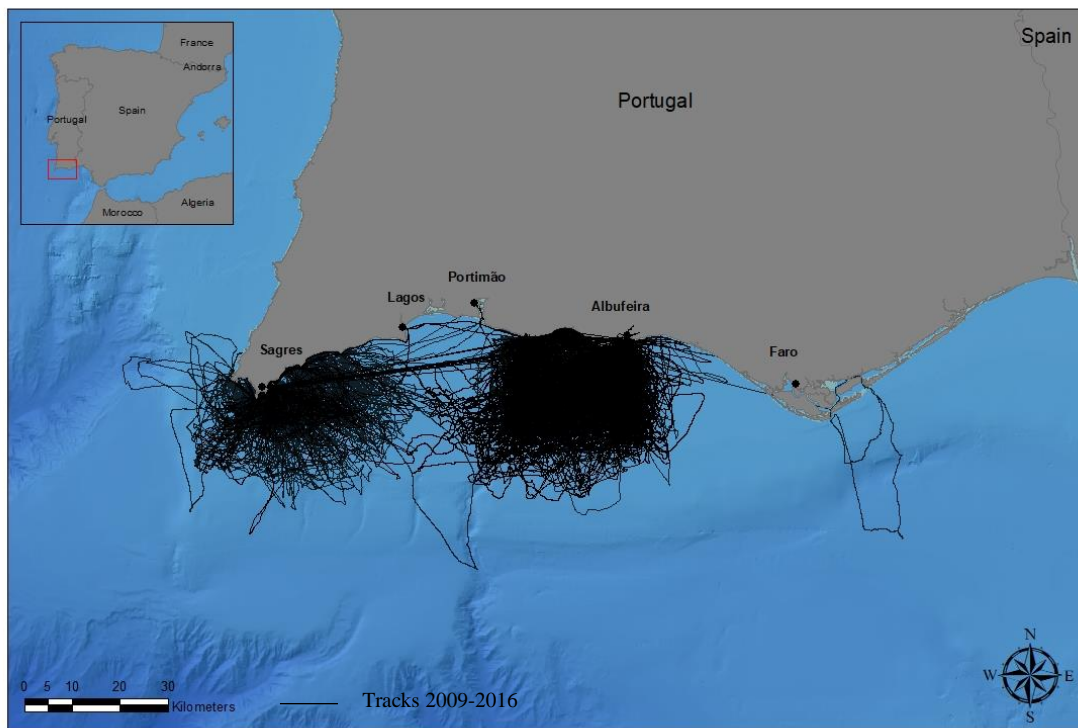 France
Andorra
Spain
Portugal
Morocco
Algeria
Spain
Portugal
Portimão
Lagos
Albufeira
Sagres
Faro
0 5 10 20 30
Kilometers
Tracks 2009-2016
N
W E
S